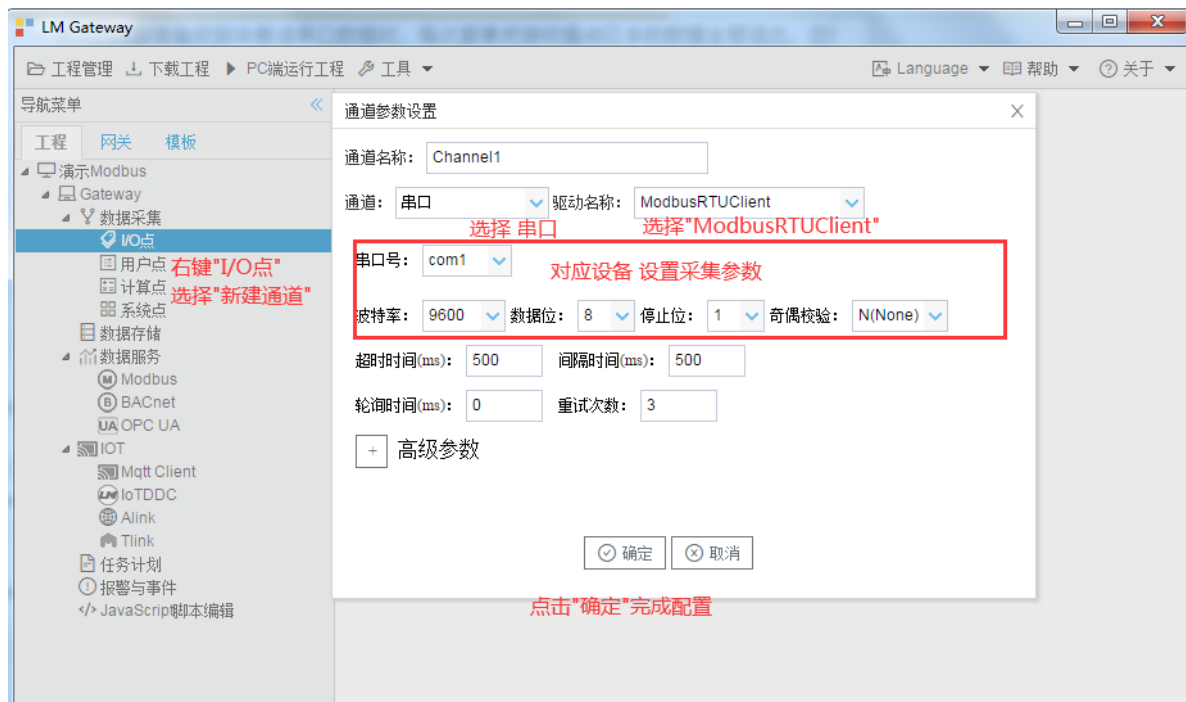 LM Gateway
工程管理 下载工程 PC端运行工程 工具 Language 帮助 关于
导航菜单
工程 网关 模板
演示Modbus
Gateway
数据采集
I/O点
用户点
计算点
系统点
数据存储
数据服务
Modbus
BACnet
OPC UA
IOT
Mqtt Client
IoTDDC
Alink
Tlink
任务计划
报警与事件
JavaScript脚本编辑
右键"I/O点"
选择"新建通道"
通道参数设置
通道名称: Channel1
通道: 串口 驱动名称: ModbusRTUClient
选择 串口 选择"ModbusRTUClient"
串口号: com1
对应设备 设置采集参数
波特率: 9600 数据位: 8 停止位: 1 奇偶校验: N(None)
超时时间(ms): 500 间隔时间(ms): 500
轮询时间(ms): 0 重试次数: 3
+ 高级参数
确定 取消
点击"确定"完成配置